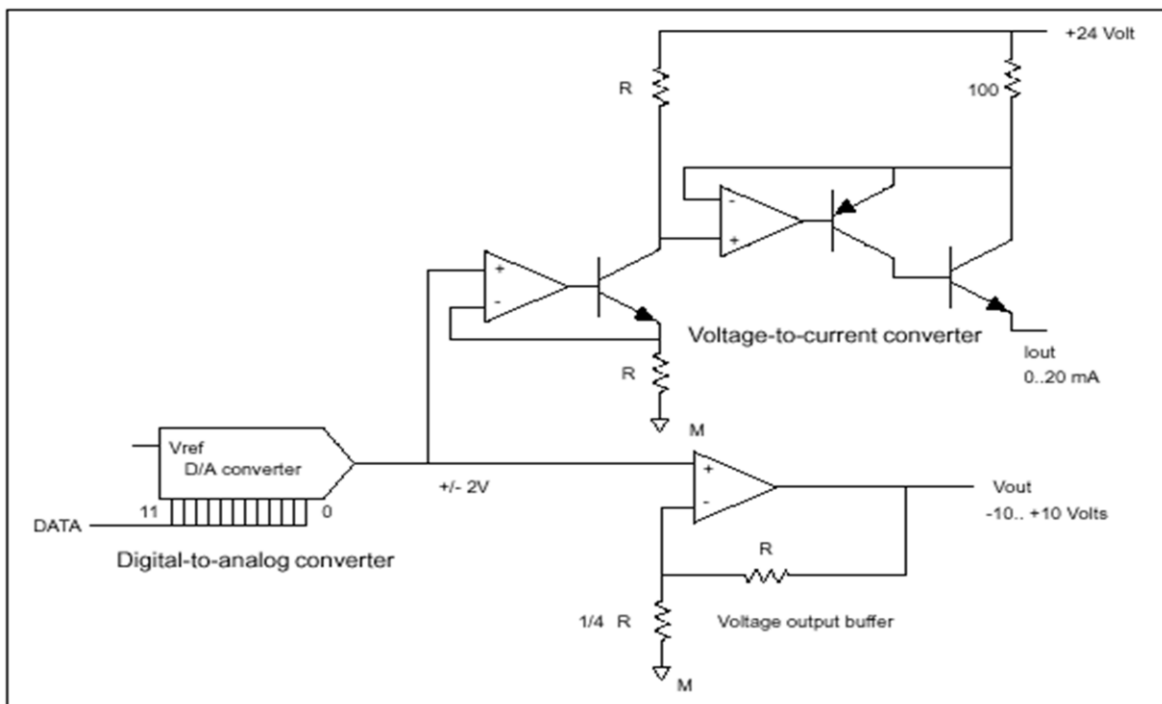 +24 Volt
R
100
-
+
+
-
Voltage-to-current converter
Iout
0..20 mA
R
M
Vref
D/A converter
+/- 2V
+
-
Vout
-10.. +10 Volts
11
0
DATA
Digital-to-analog converter
R
1/4 R
Voltage output buffer
M